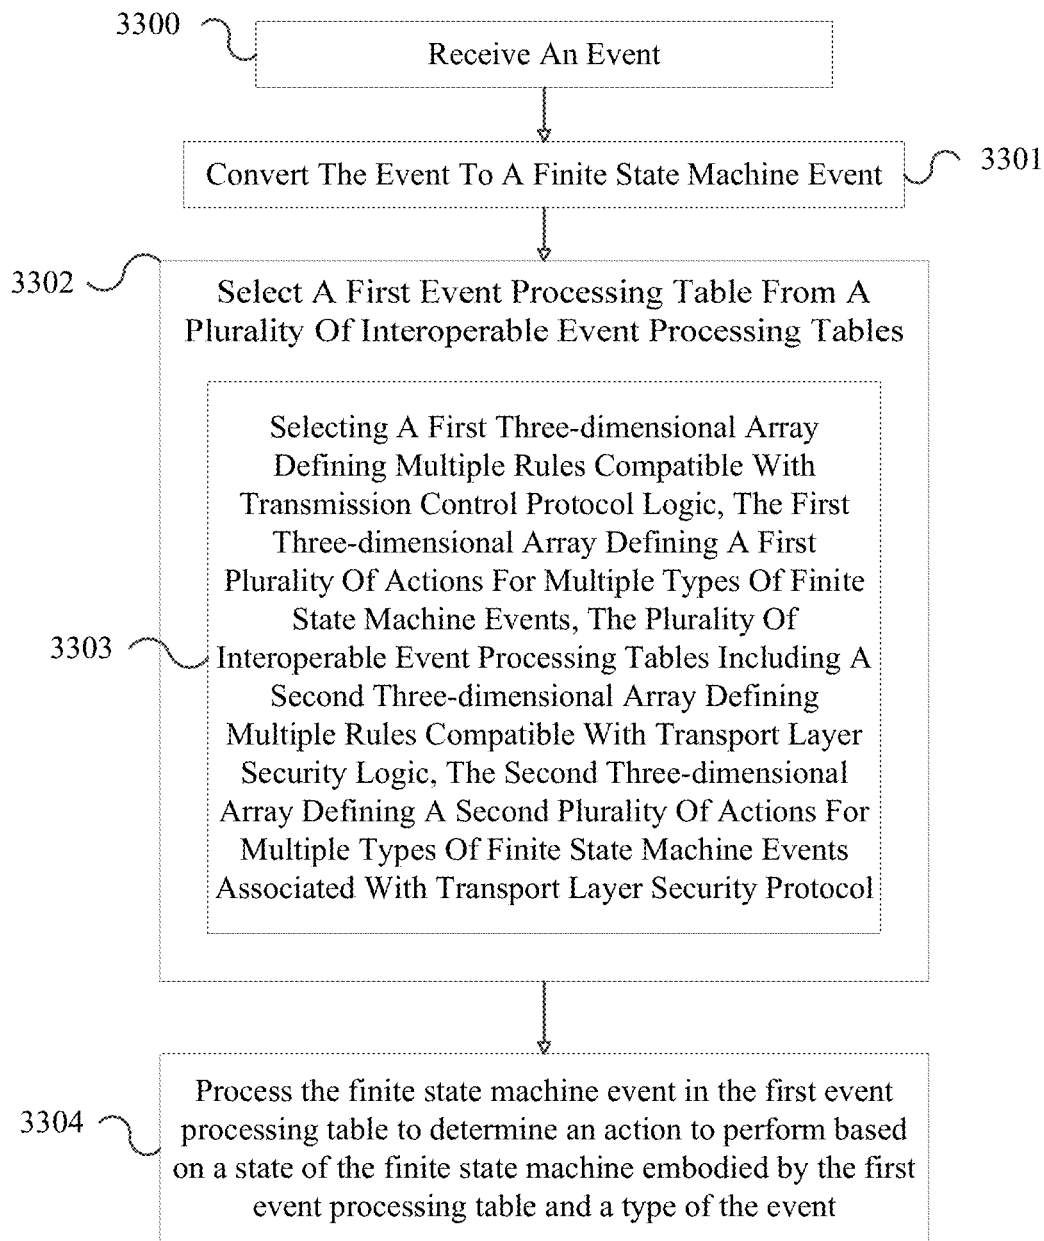 3300
Receive An Event
Convert The Event To A Finite State Machine Event
3301
3302
Select A First Event Processing Table From A
Plurality Of Interoperable Event Processing Tables
Selecting A First Three-dimensional Array
Defining Multiple Rules Compatible With
Transmission Control Protocol Logic, The First
Three-dimensional Array Defining A First
Plurality Of Actions For Multiple Types Of Finite
State Machine Events, The Plurality Of
3303
Interoperable Event Processing Tables Including A
Second Three-dimensional Array Defining
Multiple Rules Compatible With Transport Layer
Security Logic, The Second Three-dimensional
Array Defining A Second Plurality Of Actions For
Multiple Types Of Finite State Machine Events
Associated With Transport Layer Security Protocol
3304
Process the finite state machine event in the first event
processing table to determine an action to perform based
on a state of the finite state machine embodied by the first
event processing table and a type of the event